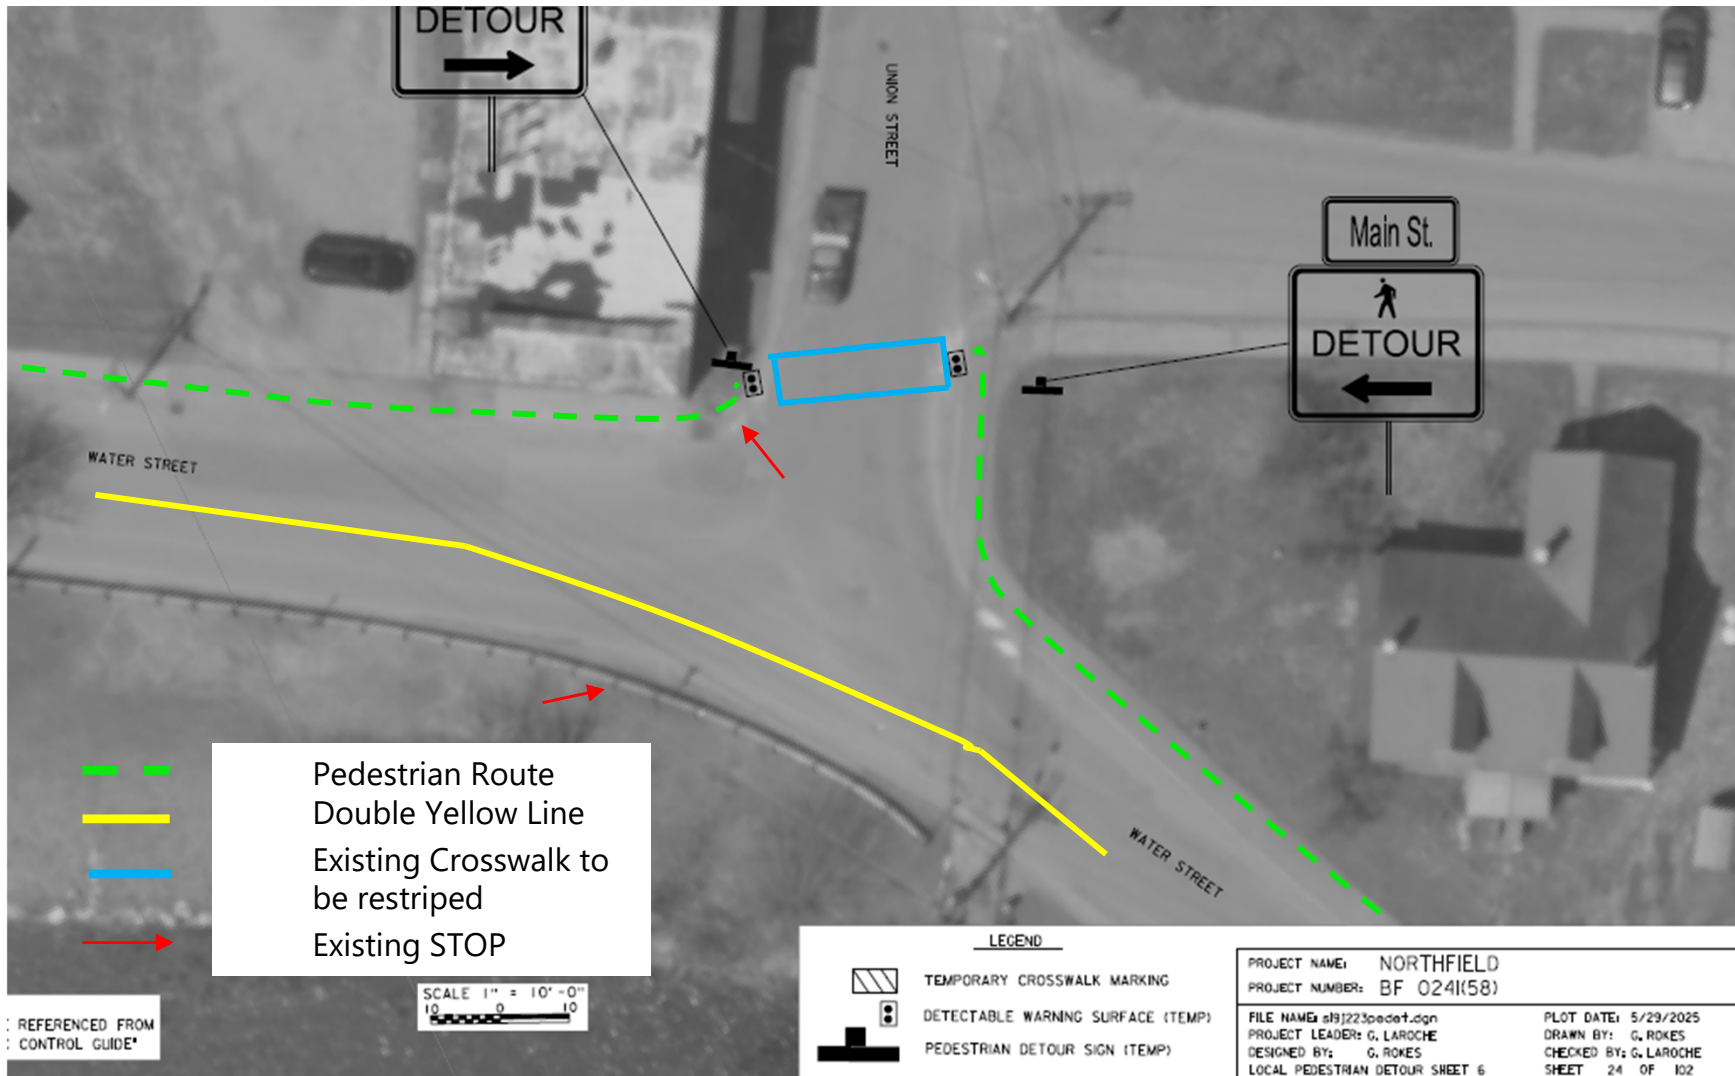 DETOUR
UNION STREET
Main St.
DETOUR
WATER STREET
WATER STREET
Pedestrian Route
Double Yellow Line
Existing Crosswalk to
be restriped
Existing STOP
SCALE 1" = 10'-0"
10 0 10
REFERENCED FROM
CONTROL GUIDE"
LEGEND
TEMPORARY CROSSWALK MARKING
DETECTABLE WARNING SURFACE (TEMP)
PEDESTRIAN DETOUR SIGN (TEMP)
PROJECT NAME: NORTHFIELD
PROJECT NUMBER: BF 0241(58)
FILE NAME: s19j223pedet.dgn PLOT DATE: 5/29/2025
PROJECT LEADER: G. LAROCHE DRAWN BY: G. ROKES
DESIGNED BY: G. ROKES CHECKED BY: G. LAROCHE
LOCAL PEDESTRIAN DETOUR SHEET 6 SHEET 24 OF 102